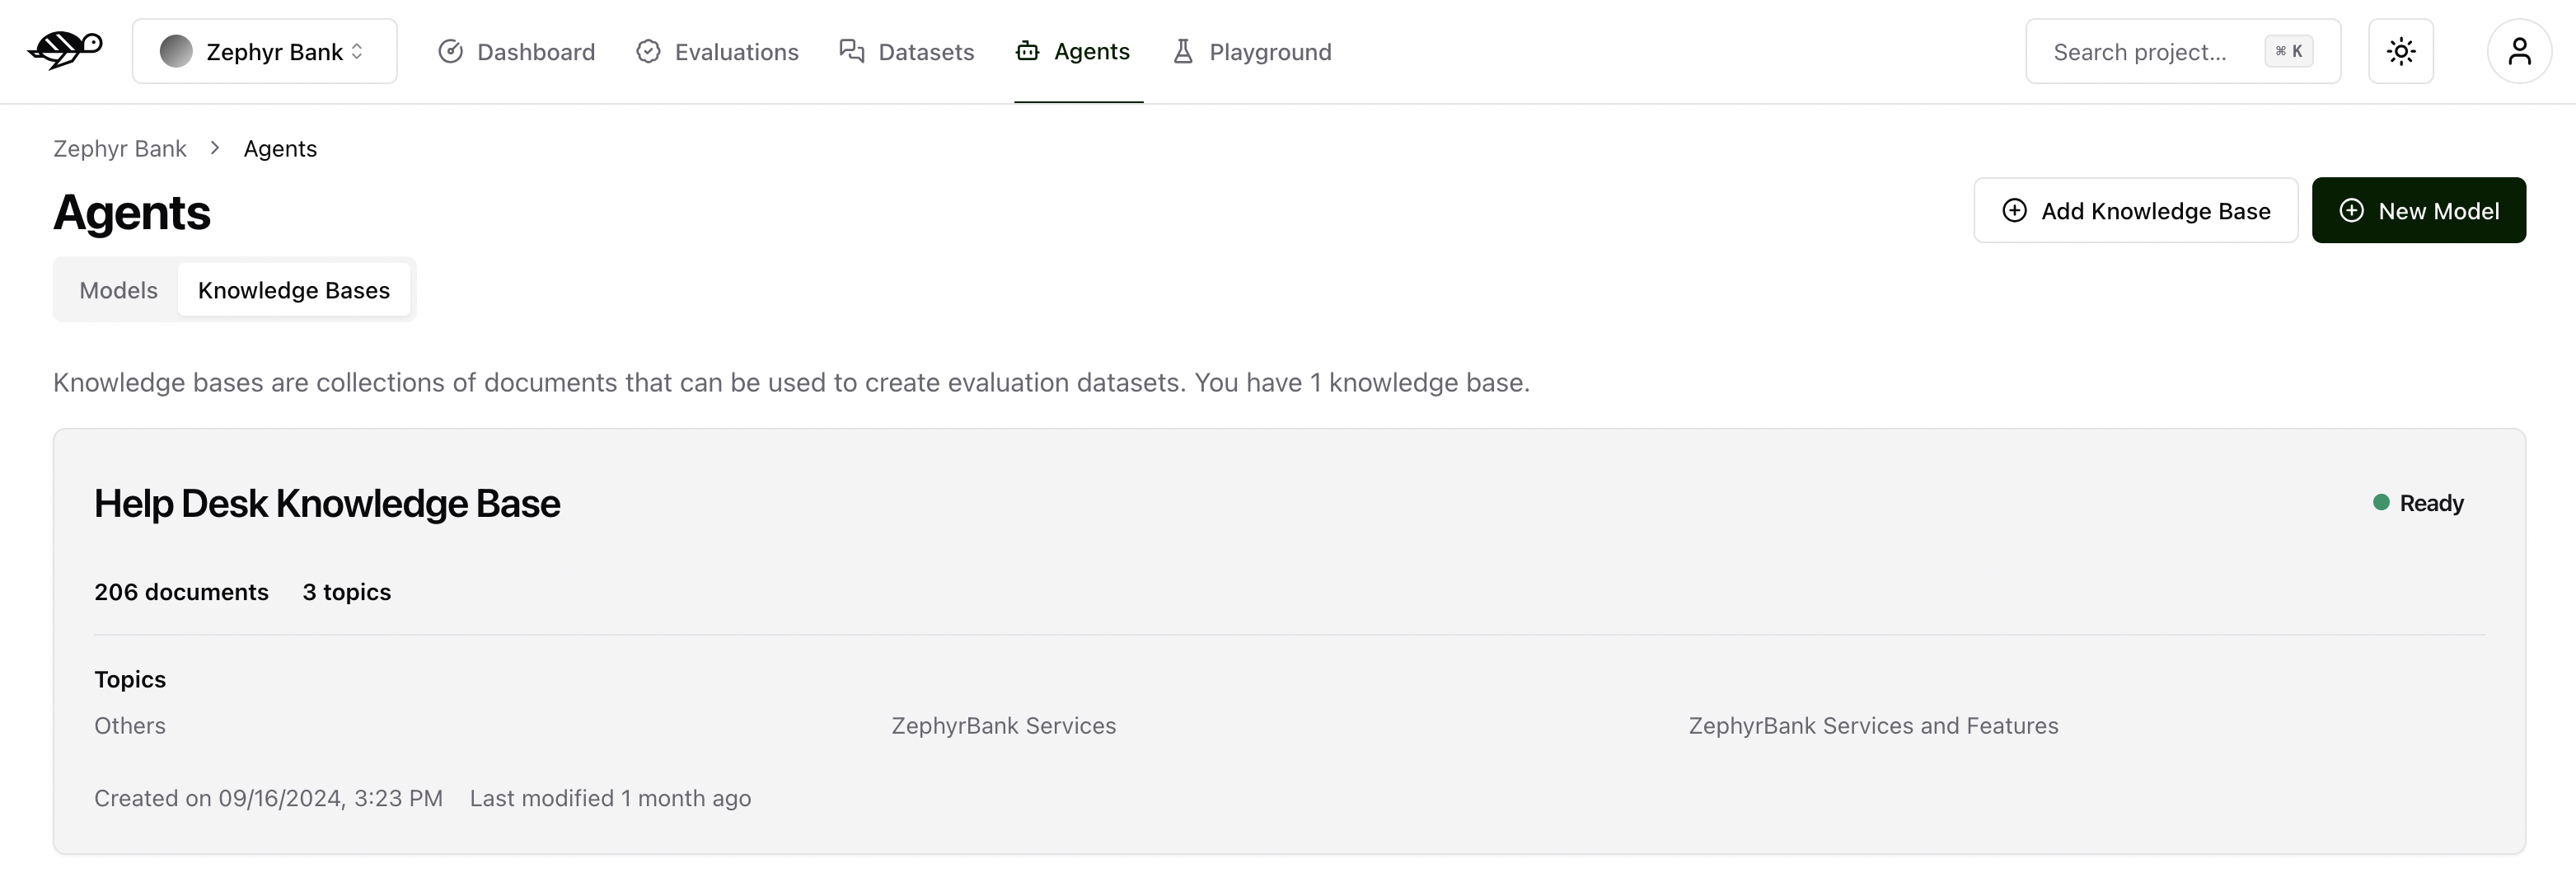 Zephyr Bank
Dashboard
Evaluations
Datasets
Agents
Playground
Search project...
⌘ K
Zephyr Bank > Agents
Agents
Add Knowledge Base
New Model
Models
Knowledge Bases
Knowledge bases are collections of documents that can be used to create evaluation datasets. You have 1 knowledge base.
Help Desk Knowledge Base
Ready
206 documents
3 topics
Topics
Others
ZephyrBank Services
ZephyrBank Services and Features
Created on 09/16/2024, 3:23 PM
Last modified 1 month ago